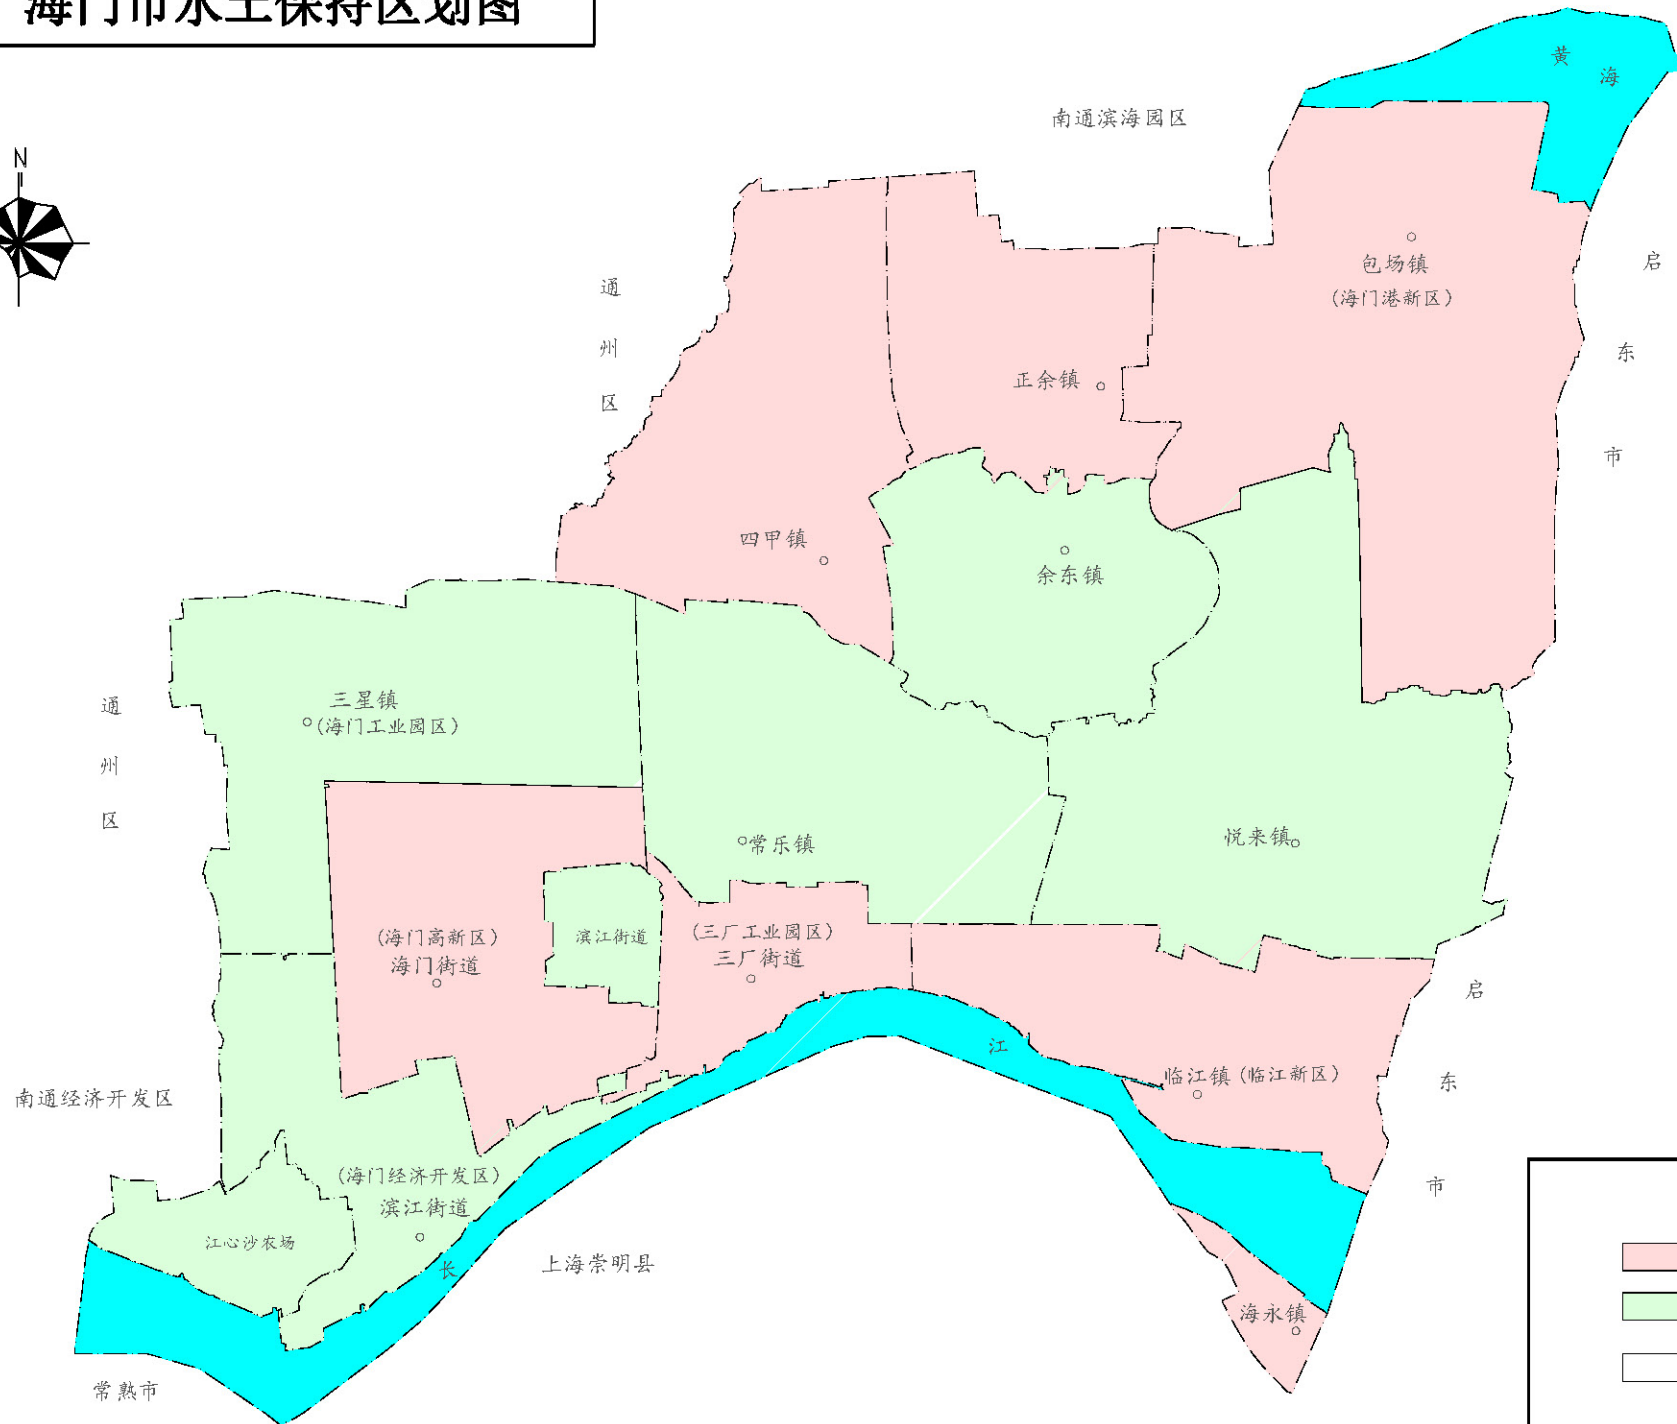 海门市水土保持区划图
N
黄海
南通滨海园区
通州区
启东市
包场镇
(海门港新区)
正余镇
四甲镇
余东镇
三星镇
(海门工业园区)
通州区
常乐镇
悦来镇
(海门高新区)
海门街道
滨江街道
(三厂工业园区)
三厂街道
启东市
江
临江镇(临江新区)
南通经济开发区
(海门经济开发区)
滨江街道
江心沙农场
长
上海崇明县
海永镇
常熟市